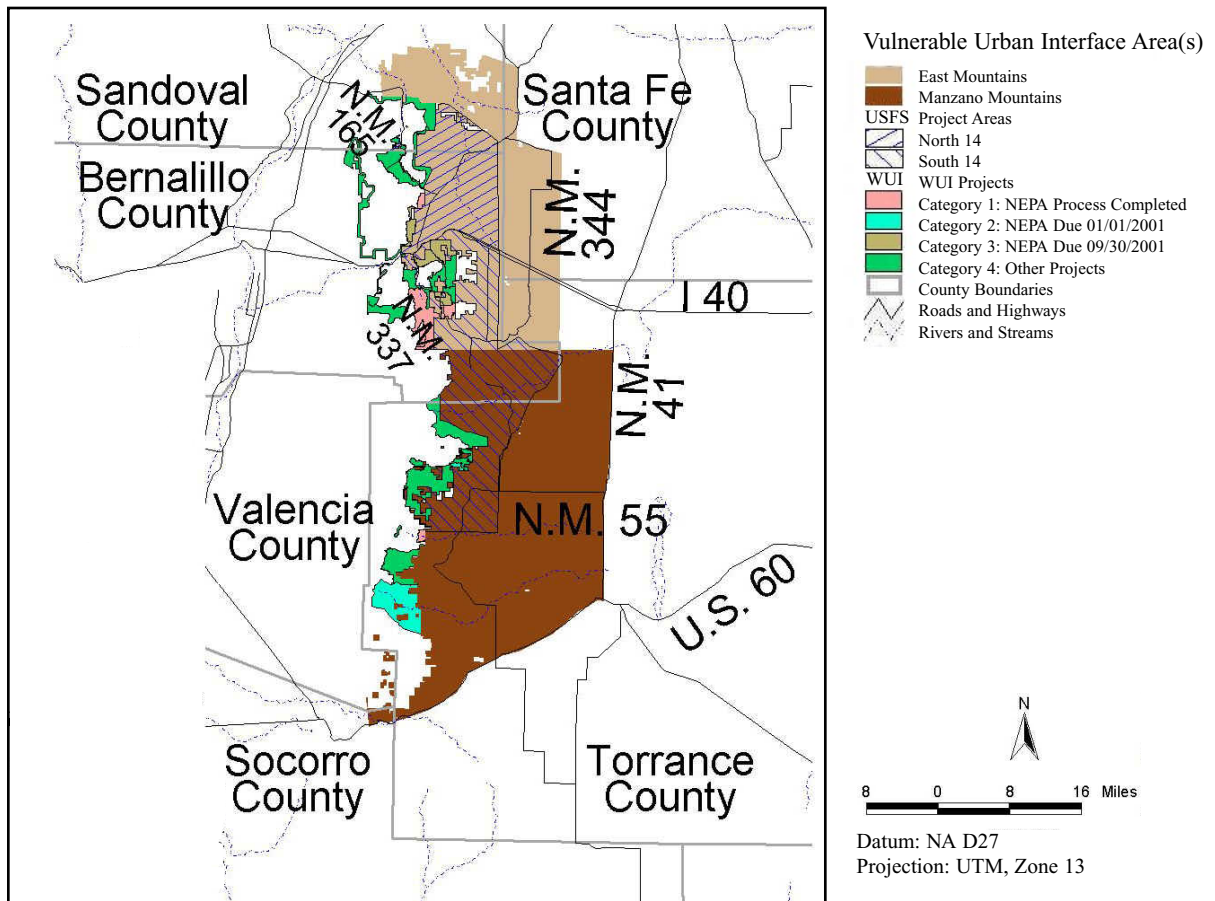 Sandoval
County
N.M.
165
Santa Fe
County
Bernalillo
County
N.M.
344
I 40
N.M.
337
N.M.
41
Valencia
County
N.M. 55
U.S. 60
Socorro
County
Torrance
County
Vulnerable Urban Interface Area(s)
East Mountains
Manzano Mountains
USFS Project Areas
North 14
South 14
WUI WUI Projects
Category 1: NEPA Process Completed
Category 2: NEPA Due 01/01/2001
Category 3: NEPA Due 09/30/2001
Category 4: Other Projects
County Boundaries
Roads and Highways
Rivers and Streams
N
8 0 8 16 Miles
Datum: NA D27
Projection: UTM, Zone 13